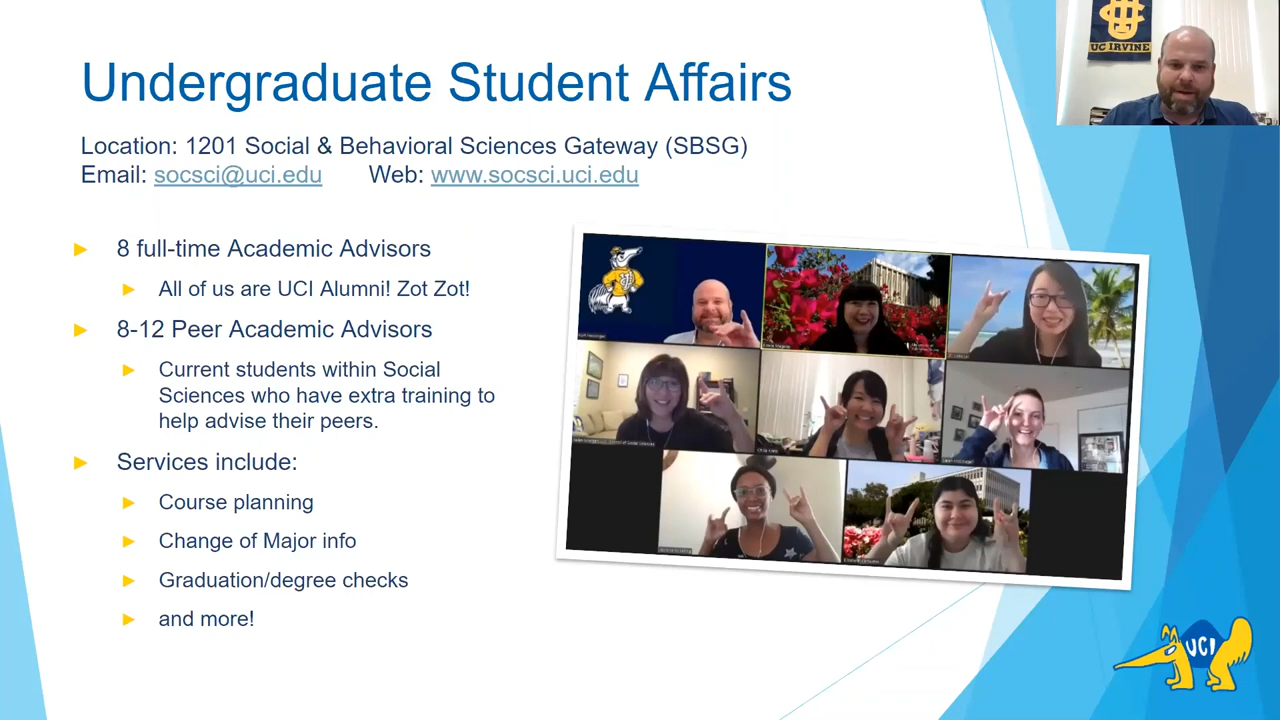 UC IRVINE
Undergraduate Student Affairs
Location: 1201 Social & Behavioral Sciences Gateway (SBSG)
Email: socsci@uci.edu Web: www.socsci.uci.edu
8 full-time Academic Advisors
All of us are UCI Alumni! Zot Zot!
8-12 Peer Academic Advisors
Current students within Social
Sciences who have extra training to
help advise their peers.
Services include:
Course planning
Change of Major info
Graduation/degree checks
and more!
UCI